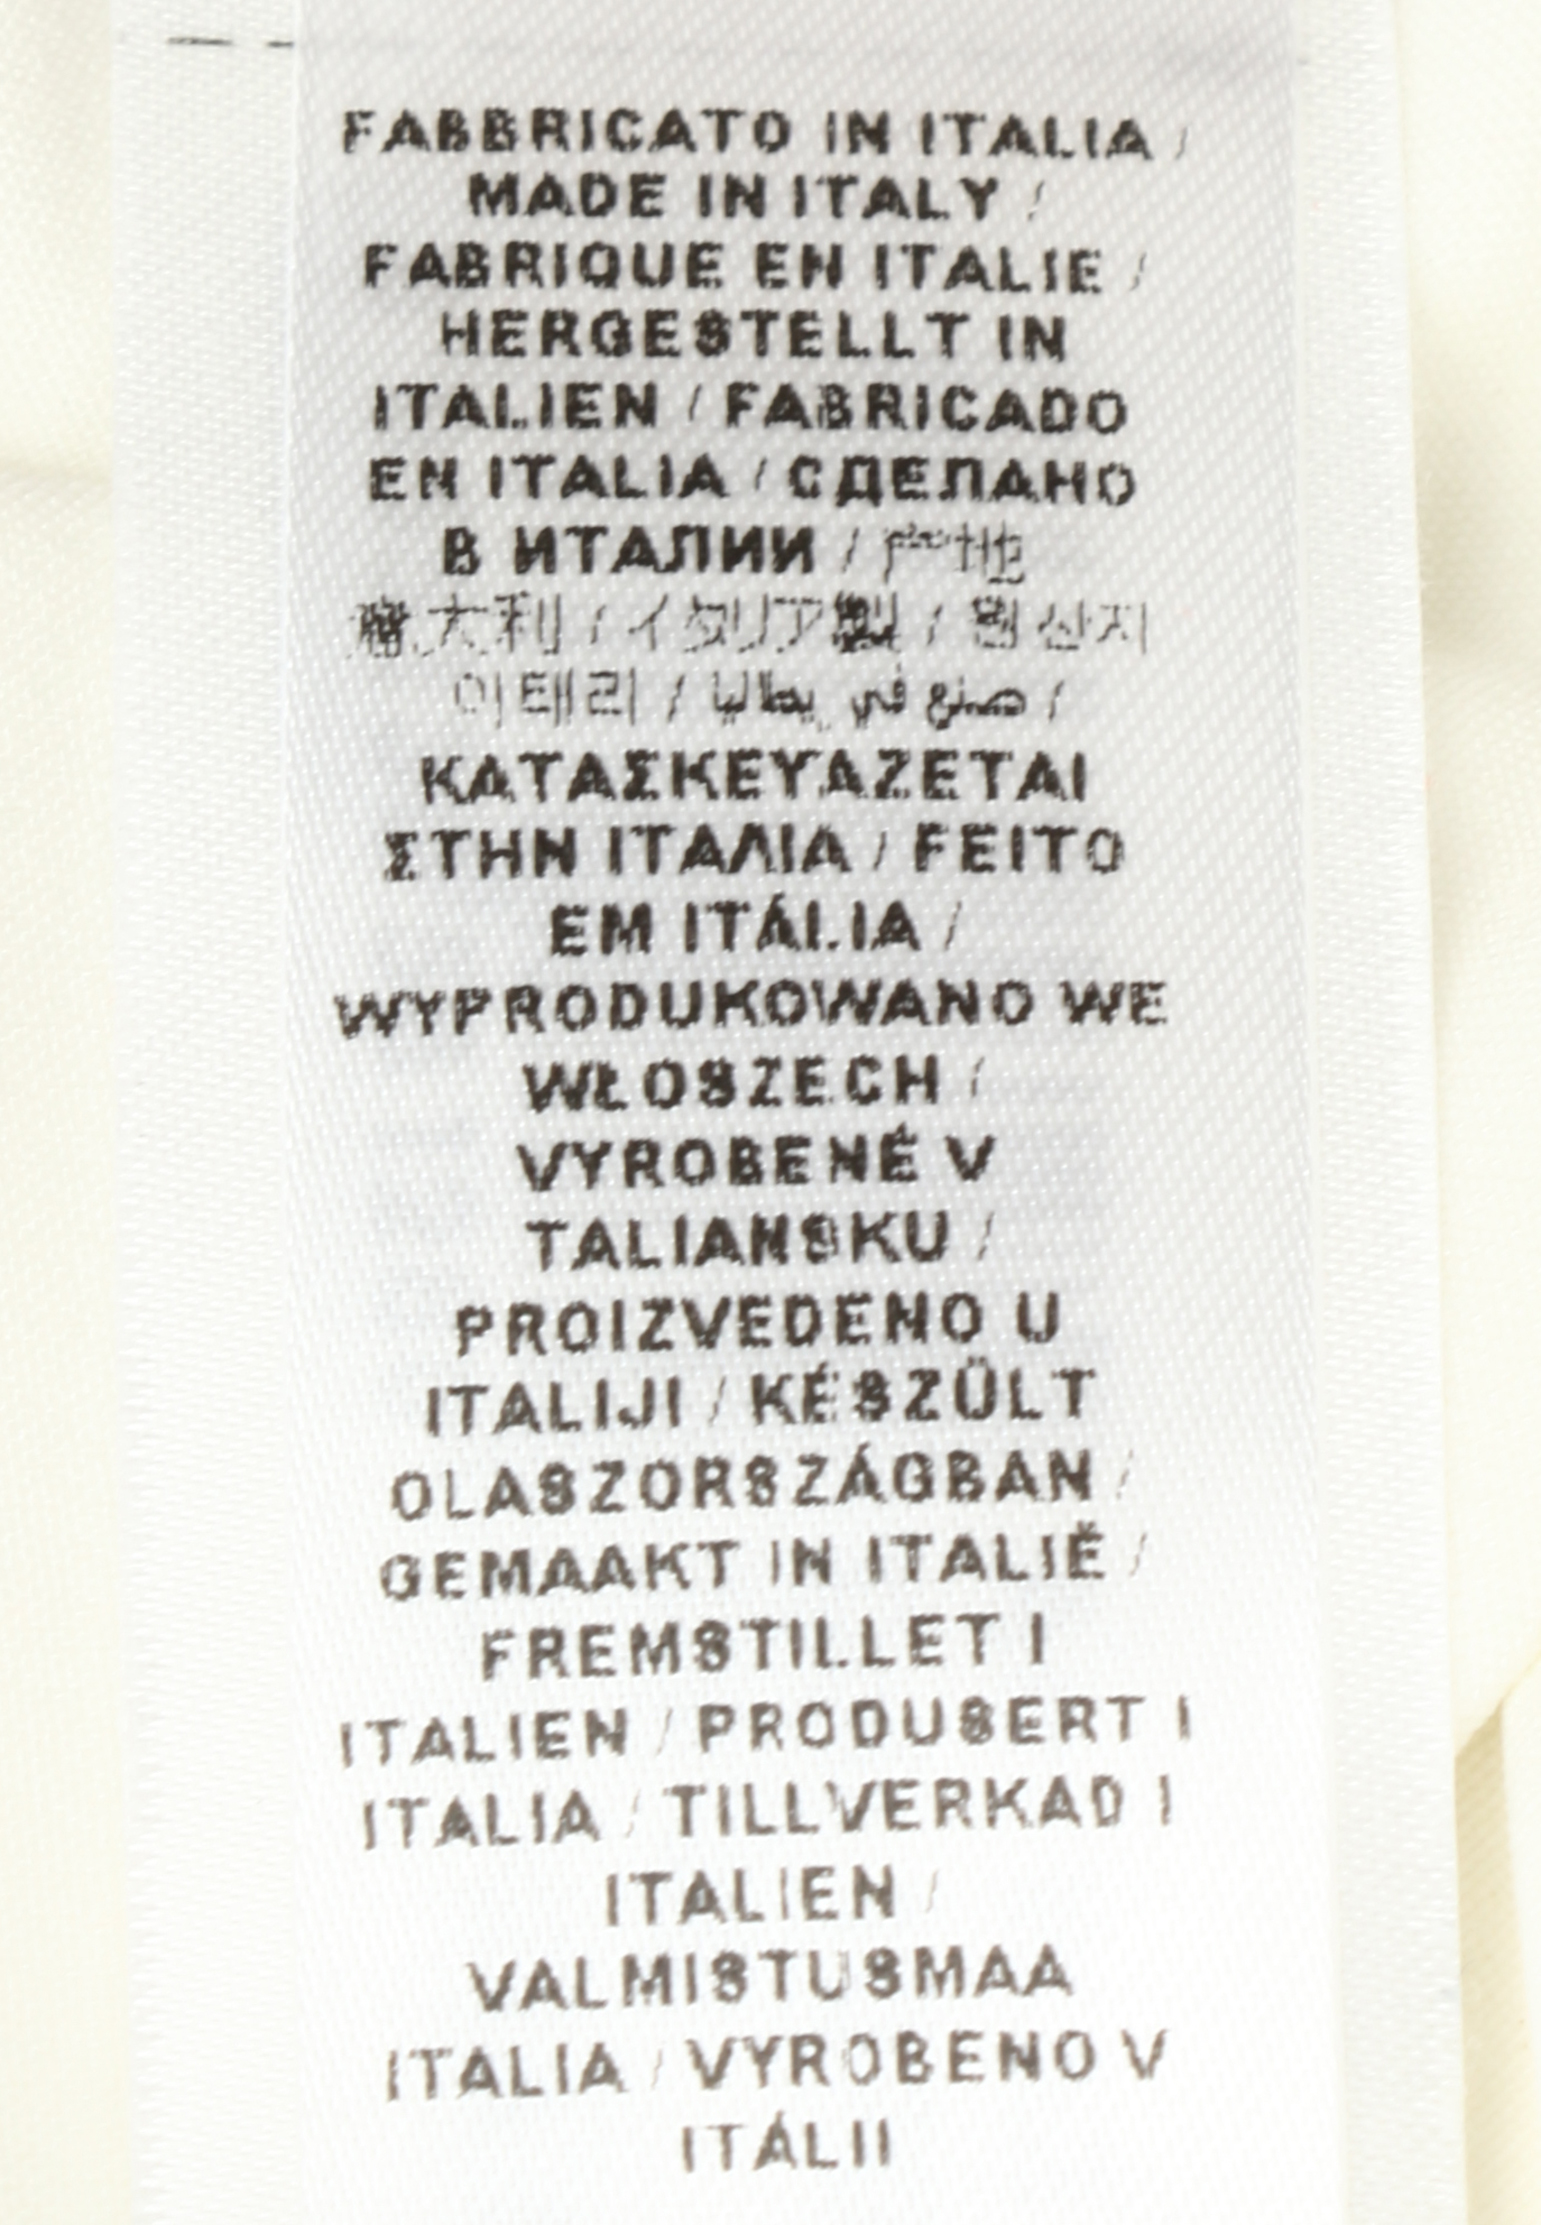 FABBRICATO IN ITALIA /
MADE IN ITALY /
FABRIQUE EN ITALIE /
HERGESTELLT IN
ITALIEN / FABRICADO
EN ITALIA / СДЕЛАНО
В ИТАЛИИ / 产地
意大利 / イタリア製 / 원산지
이태리 / صنع في إيطاليا /
ΚΑΤΑΣΚΕΥΑΖΕΤΑΙ
ΣΤΗΝ ΙΤΑΛΙΑ / FEITO
EM ITÁLIA /
WYPRODUKOWANO WE
WŁOSZECH /
VYROBENÉ V
TALIANSKU /
PROIZVEDENO U
ITALIJI / KÉSZÜLT
OLASZORSZÁGBAN /
GEMAAKT IN ITALIË /
FREMSTILLET I
ITALIEN / PRODUSERT I
ITALIA / TILLVERKAD I
ITALIEN /
VALMISTUSMAA
ITALIA / VYROBENO V
ITÁLII